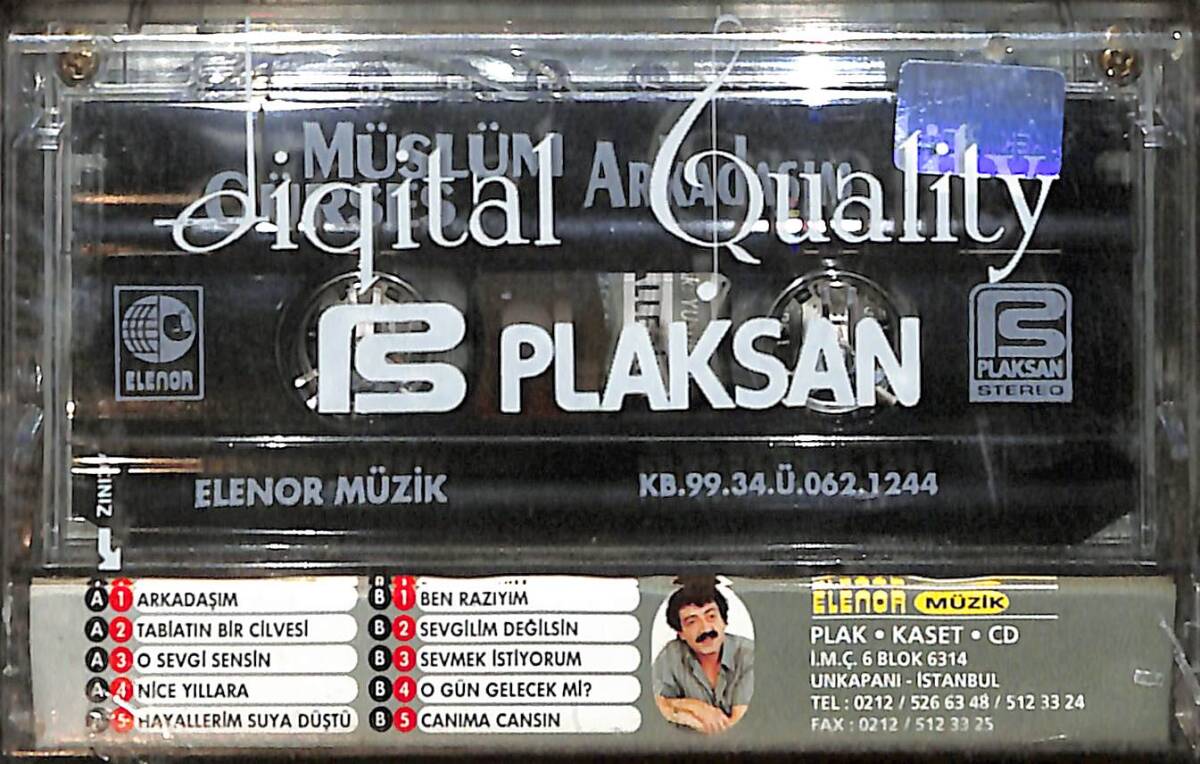 MÜSLÜM
GÜRSES
ARKADAŞIM
Digital Quality
ELENOR
PLAKSAN
PLAKSAN
STEREO
ELENOR MÜZİK
KB.99.34.Ü.062.1244
A 1 ARKADAŞIM
A 2 TABİATIN BİR CİLVESİ
A 3 O SEVGİ SENSİN
A 4 NİCE YILLARA
5 HAYALLERİM SUYA DÜŞTÜ
B 1 BEN RAZIYIM
B 2 SEVGİLİM DEĞİLSİN
B 3 SEVMEK İSTİYORUM
B 4 O GÜN GELECEK Mİ?
B 5 CANIMA CANSIN
ELENOR MÜZİK
PLAK • KASET • CD
İ.M.Ç. 6 BLOK 6314
UNKAPANI - İSTANBUL
TEL : 0212 / 526 63 48 / 512 33 24
FAX : 0212 / 512 33 25